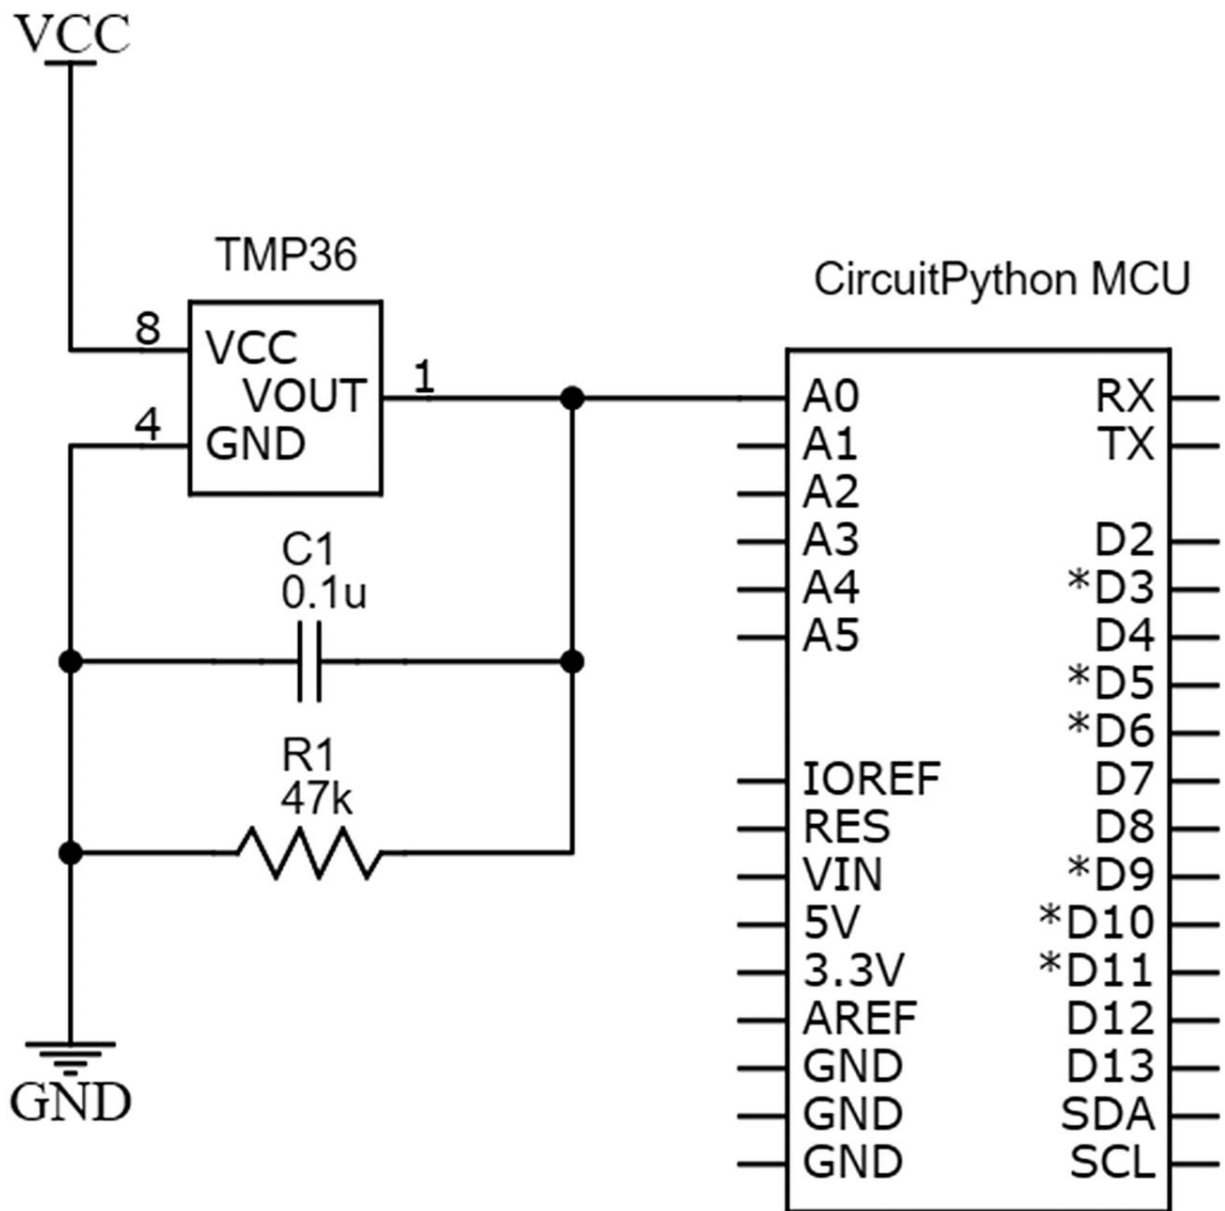 VCC
TMP36
CircuitPython MCU
8
VCC
1
VOUT
4
GND
C1
0.1u
R1
47k
GND
A0
A1
A2
A3
A4
A5
IOREF
RES
VIN
5V
3.3V
AREF
GND
GND
GND
RX
TX
D2
*D3
D4
*D5
*D6
D7
D8
*D9
*D10
*D11
D12
D13
SDA
SCL